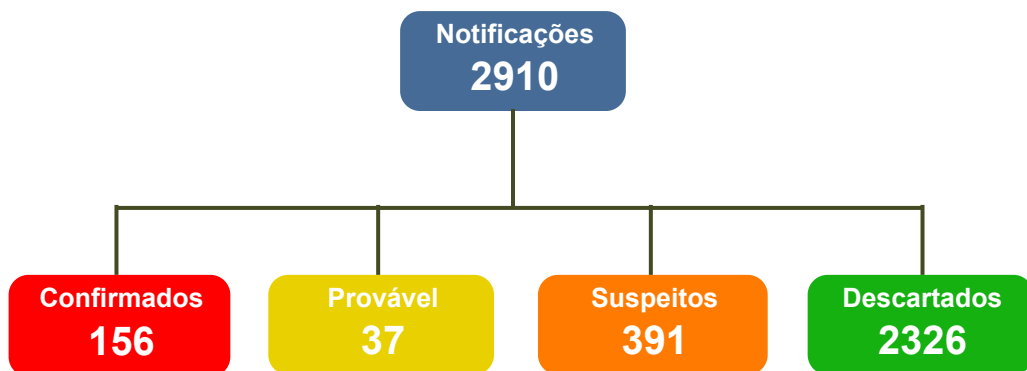 Notificações
2910
Confirmados
156
Provável
37
Suspeitos
391
Descartados
2326